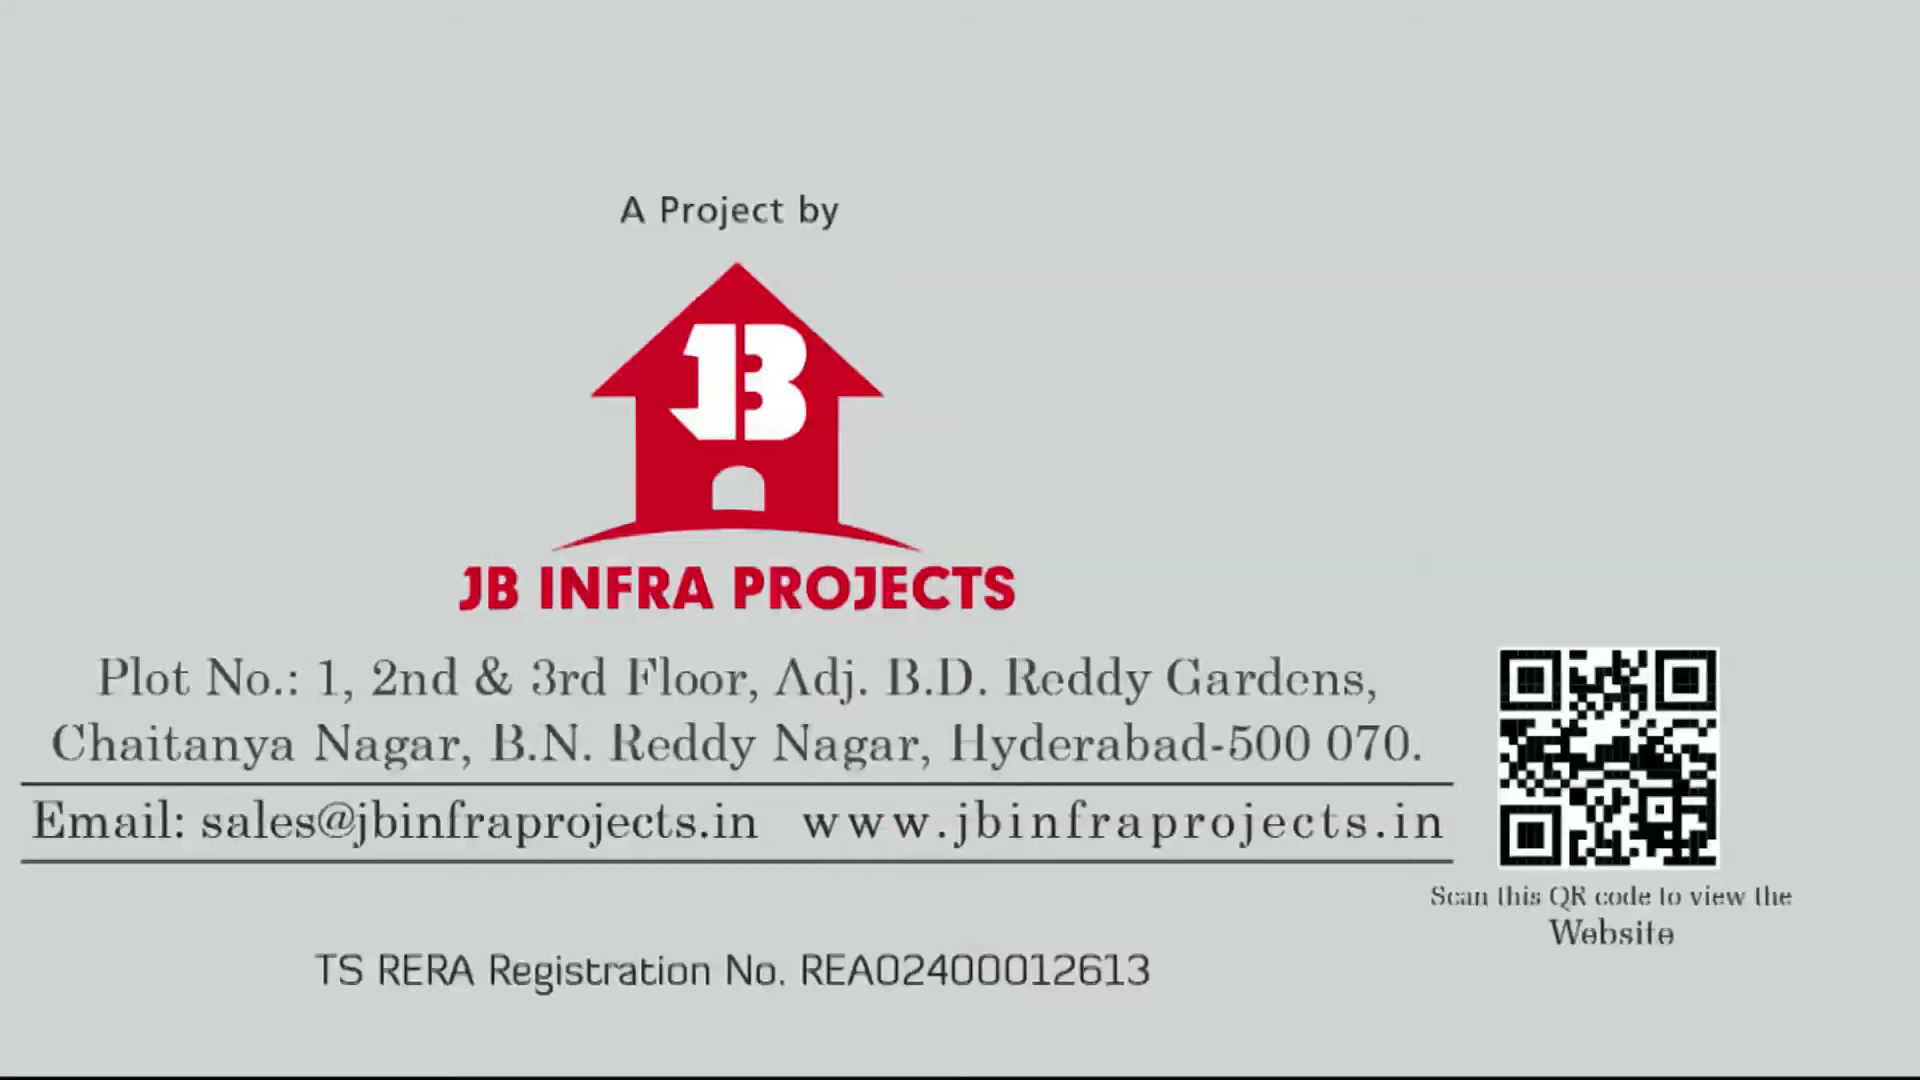 A Project by
JB
JB INFRA PROJECTS
Plot No.: 1, 2nd & 3rd Floor, Adj. B.D. Reddy Gardens,
Chaitanya Nagar, B.N. Reddy Nagar, Hyderabad-500 070.
Email: sales@jbinfraprojects.in www.jbinfraprojects.in
Scan this QR code to view the
Website
TS RERA Registration No. REA02400012613